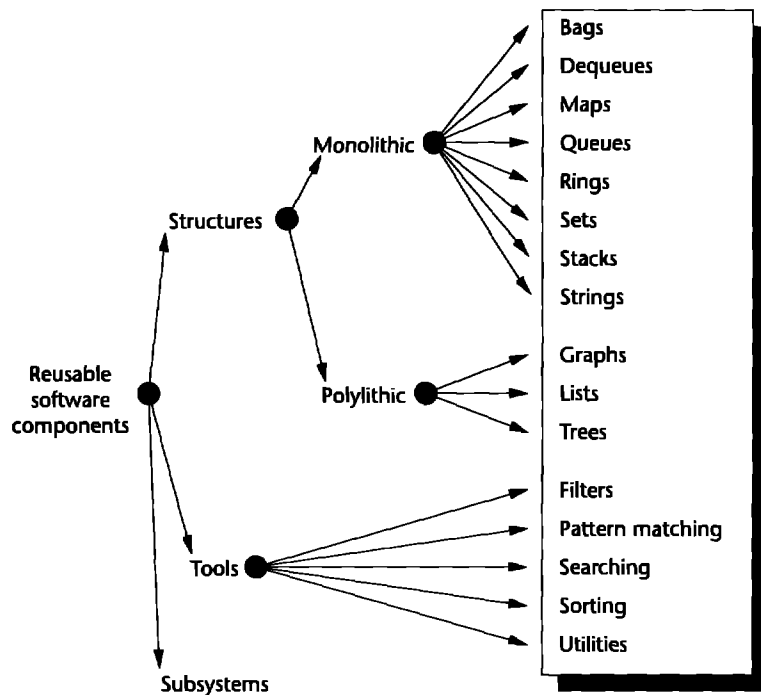 Reusable
software
components
Structures
Monolithic
Bags
Dequeues
Maps
Queues
Rings
Sets
Stacks
Strings
Polylithic
Graphs
Lists
Trees
Tools
Filters
Pattern matching
Searching
Sorting
Utilities
Subsystems